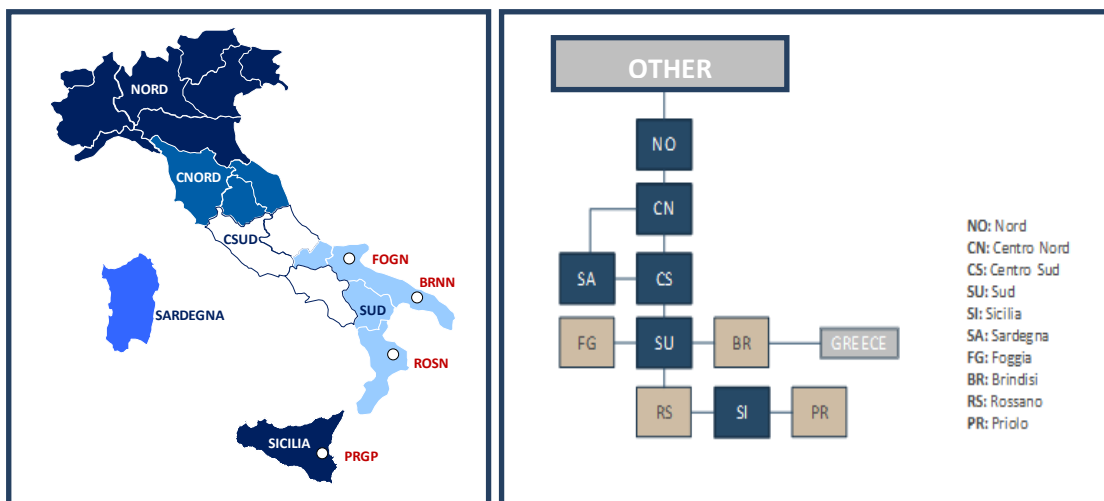 NORD
CNORD
CSUD
FOGN
BRNN
SARDEGNA
SUD
ROSN
SICILIA
PRGP
OTHER
NO
CN
SA
CS
FG
SU
BR
GREECE
RS
SI
PR
NO: Nord
CN: Centro Nord
CS: Centro Sud
SU: Sud
SI: Sicilia
SA: Sardegna
FG: Foggia
BR: Brindisi
RS: Rossano
PR: Priolo